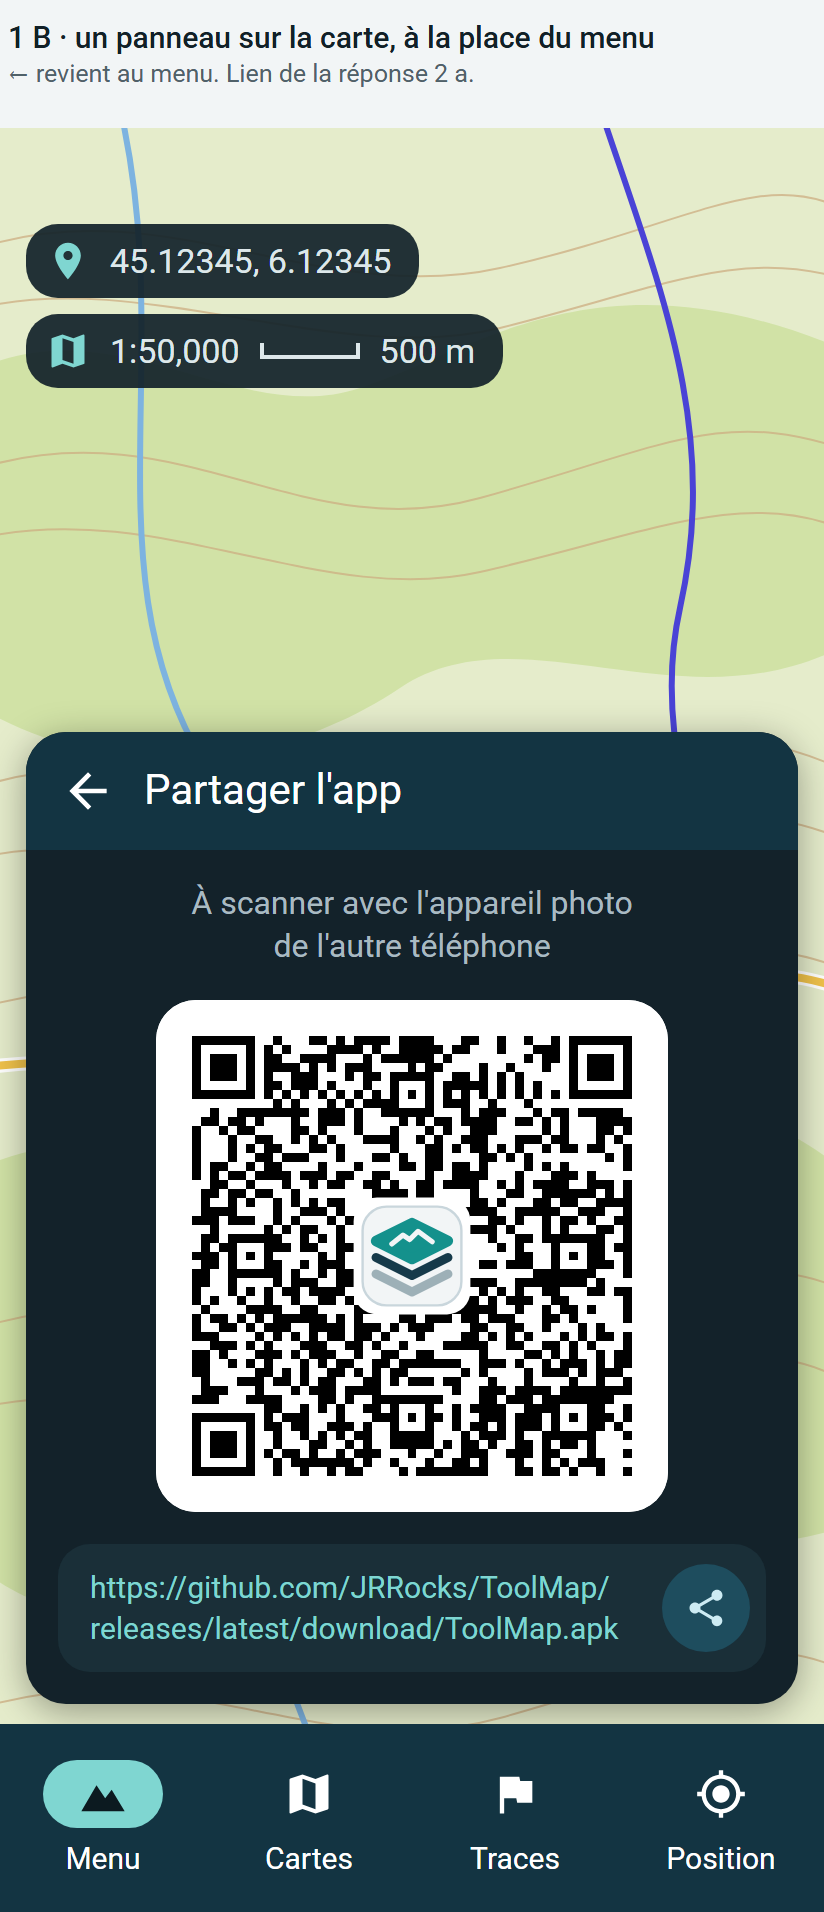 1 B · un panneau sur la carte, à la place du menu
← revient au menu. Lien de la réponse 2 a.
45.12345, 6.12345
1:50,000 500 m
Partager l'app
À scanner avec l'appareil photo
de l'autre téléphone
https://github.com/JRRocks/ToolMap/
releases/latest/download/ToolMap.apk
Menu Cartes Traces Position